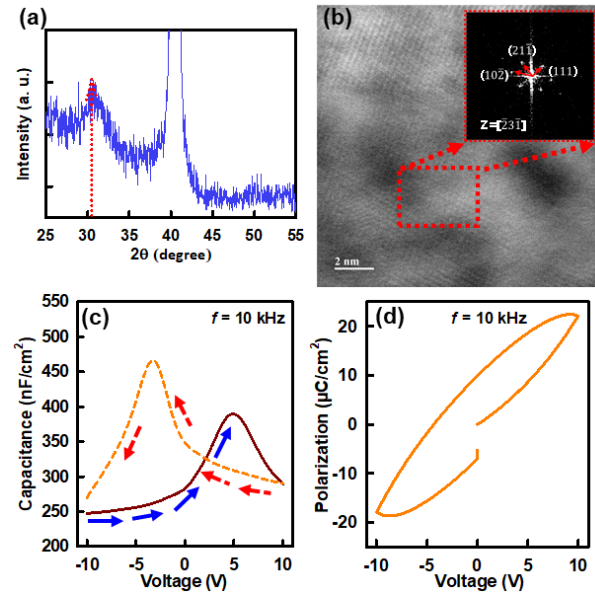 (a)
Intensity (a. u.)
25 30 35 40 45 50 55
2θ (degree)
(b)
(211̄)
(102̄) (111)
Z=[2̄31̄]
2 nm
(c)
f = 10 kHz
Capacitance (nF/cm²)
550
500
450
400
350
300
250
200
-10 -5 0 5 10
Voltage (V)
(d)
f = 10 kHz
Polarization (µC/cm²)
20
10
0
-10
-20
-10 -5 0 5 10
Voltage (V)